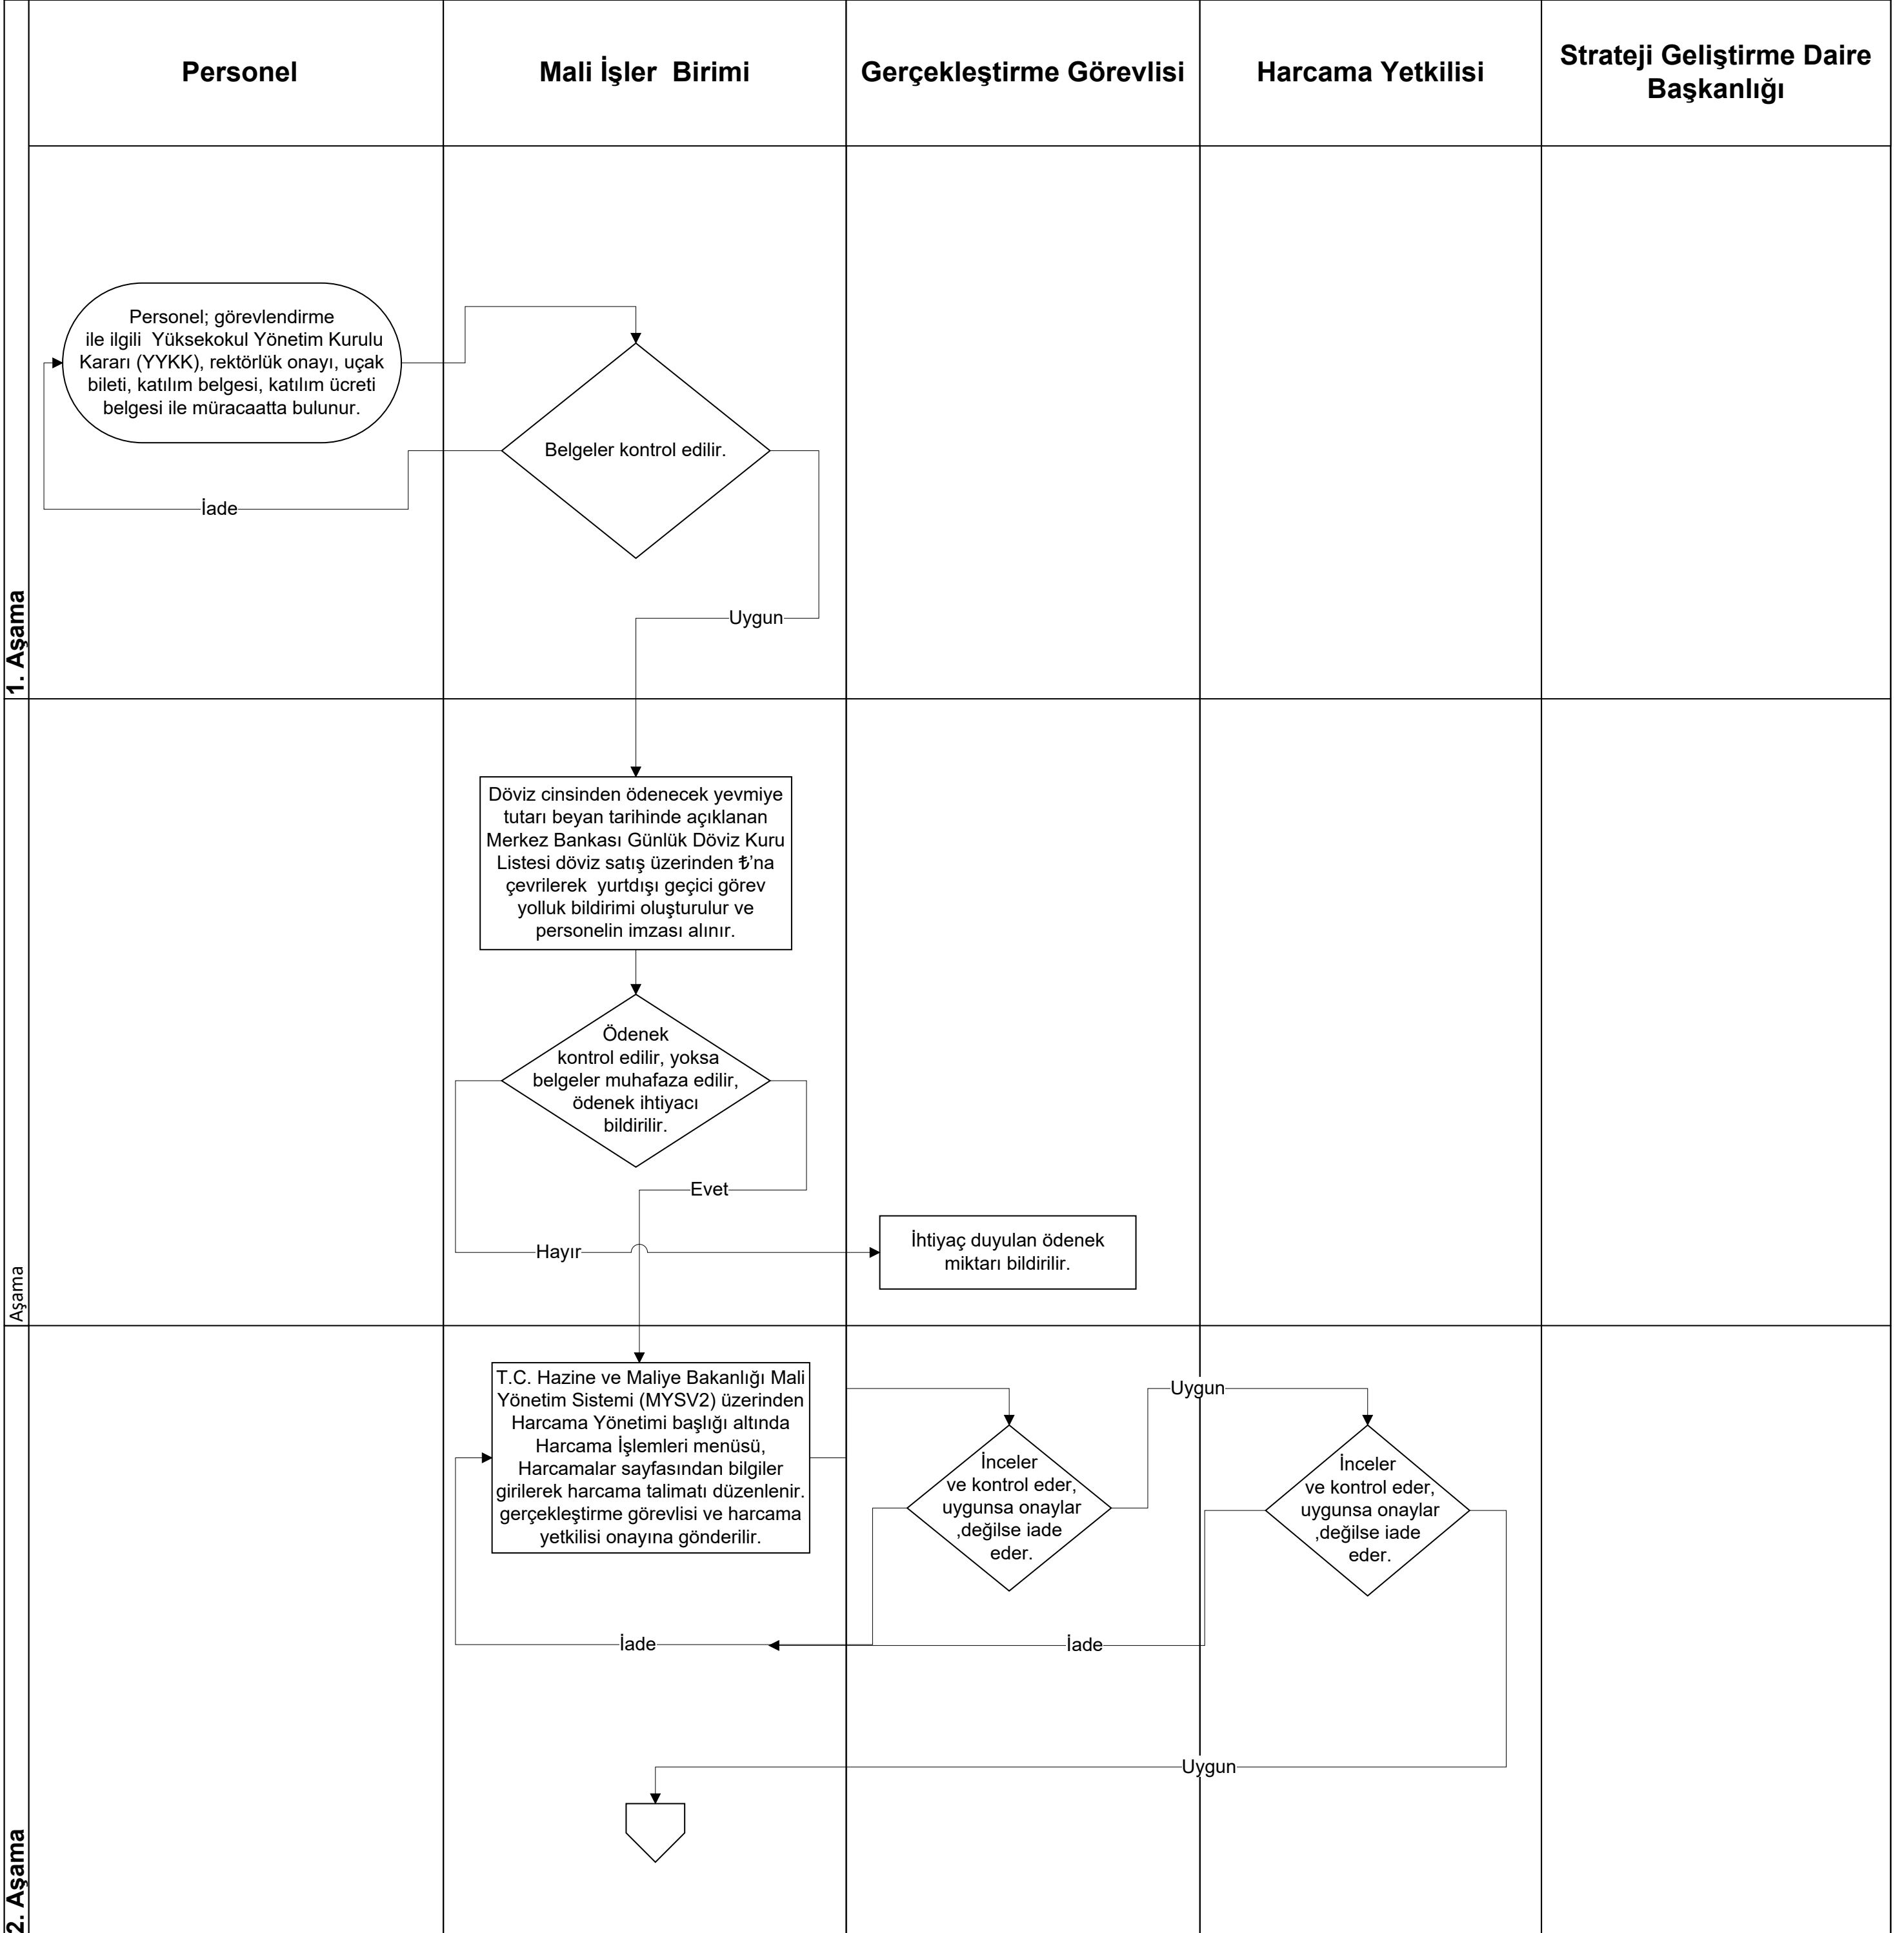 Personel
Mali İşler  Birimi
Gerçekleştirme Görevlisi
Harcama Yetkilisi
Strateji Geliştirme Daire
Başkanlığı
1. Aşama
Personel; görevlendirme
ile ilgili  Yüksekokul Yönetim Kurulu
Kararı (YYKK), rektörlük onayı, uçak
bileti, katılım belgesi, katılım ücreti
belgesi ile müracaatta bulunur.
Belgeler kontrol edilir.
İade
Uygun
Aşama
Döviz cinsinden ödenecek yevmiye
tutarı beyan tarihinde açıklanan
Merkez Bankası Günlük Döviz Kuru
Listesi döviz satış üzerinden ₺’na
çevrilerek  yurtdışı geçici görev
yolluk bildirimi oluşturulur ve
personelin imzası alınır.
Ödenek
kontrol edilir, yoksa
belgeler muhafaza edilir,
ödenek ihtiyacı
bildirilir.
Evet
Hayır
İhtiyaç duyulan ödenek
miktarı bildirilir.
2. Aşama
T.C. Hazine ve Maliye Bakanlığı Mali
Yönetim Sistemi (MYSV2) üzerinden
Harcama Yönetimi başlığı altında
Harcama İşlemleri menüsü,
Harcamalar sayfasından bilgiler
girilerek harcama talimatı düzenlenir.
gerçekleştirme görevlisi ve harcama
yetkilisi onayına gönderilir.
İnceler
ve kontrol eder,
uygunsa onaylar
,değilse iade
eder.
Uygun
İnceler
ve kontrol eder,
uygunsa onaylar
,değilse iade
eder.
İade
İade
Uygun